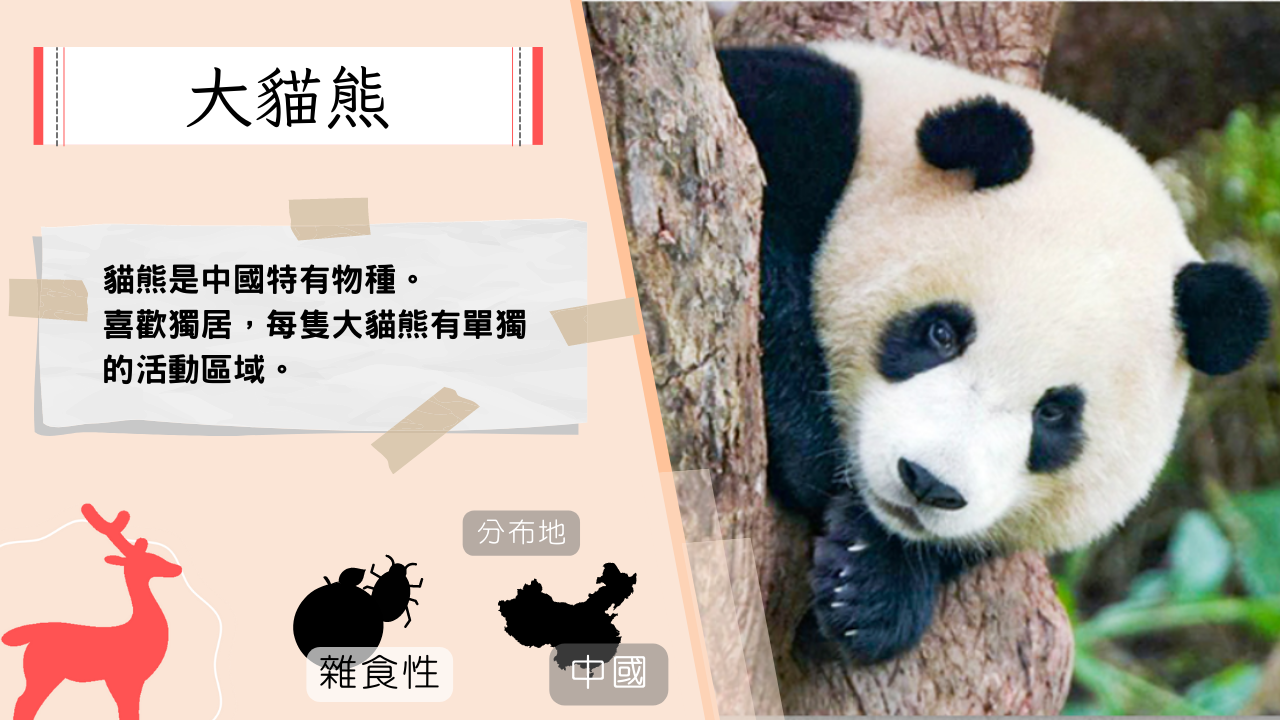 大貓熊
貓熊是中國特有物種。
喜歡獨居，每隻大貓熊有單獨
的活動區域。
分布地
雜食性
中國